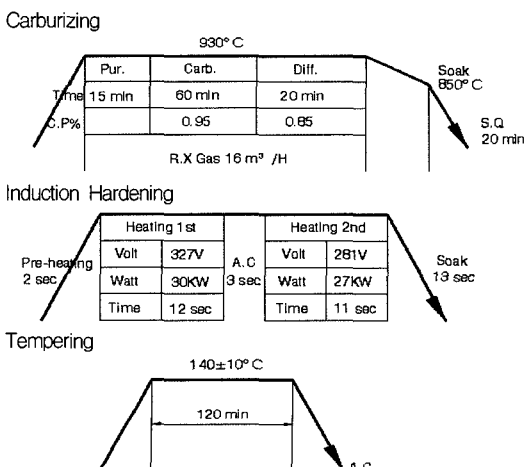 Carburizing
930°C
Pur. Carb. Diff.
Soak
850°C
Time 15 min 60 min 20 min
C.P% 0.95 0.85
S.Q
20 min
R.X Gas 16 m³ /H
Induction Hardening
Heating 1st Heating 2nd
Volt 327V Volt 281V
Pre-heating
2 sec
A.C
3 sec
Soak
13 sec
Watt 30KW Watt 27KW
Time 12 sec Time 11 sec
Tempering
140±10°C
120 min
A.C